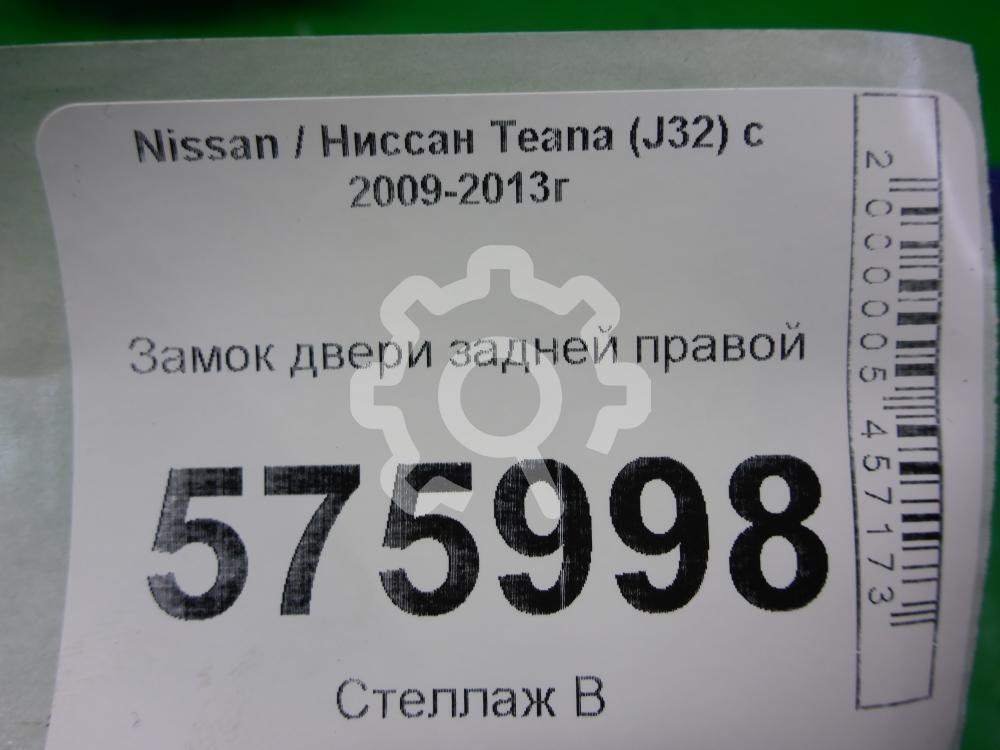 Nissan / Ниссан Teana (J32) с
2009-2013г
Замок двери задней правой
575998
Стеллаж В
2000005457173